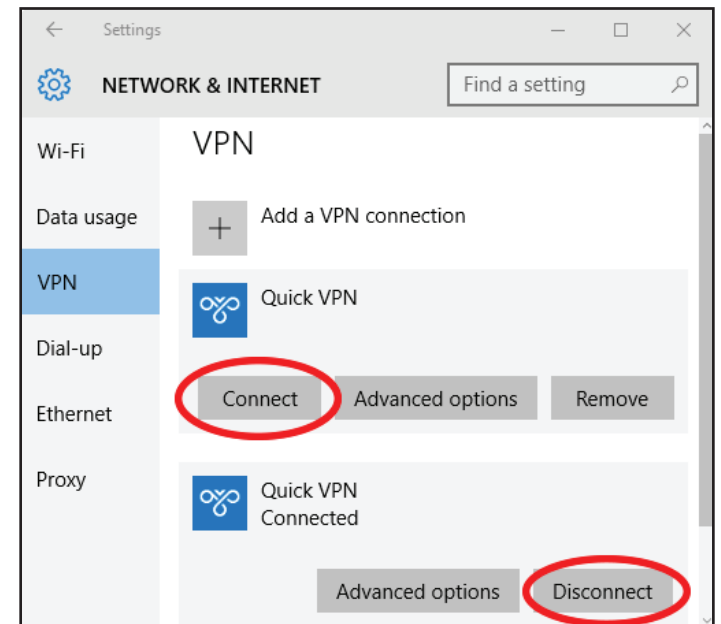 Settings
NETWORK & INTERNET
Find a setting
Wi-Fi
Data usage
VPN
Dial-up
Ethernet
Proxy
VPN
Add a VPN connection
Quick VPN
Connect Advanced options Remove
Quick VPN
Connected
Advanced options Disconnect